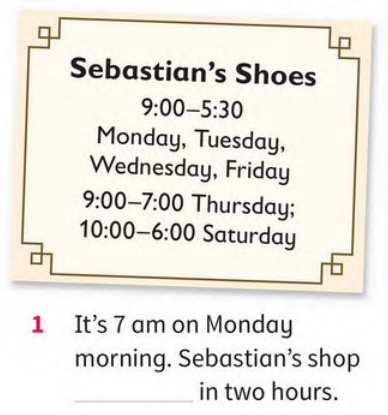 Sebastian's Shoes
9:00–5:30
Monday, Tuesday,
Wednesday, Friday
9:00–7:00 Thursday;
10:00–6:00 Saturday
1 It's 7 am on Monday
morning. Sebastian's shop
__________ in two hours.